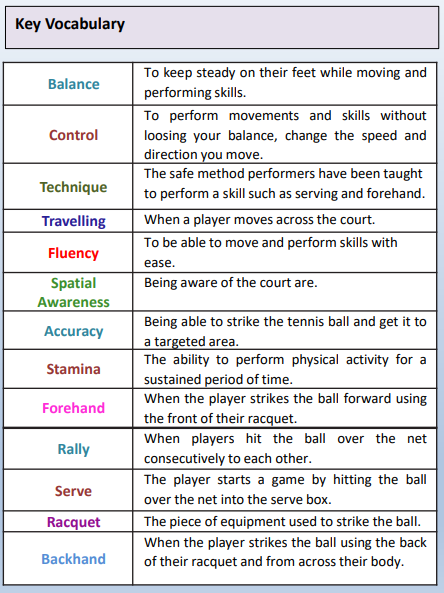 Key Vocabulary
Balance
To keep steady on their feet while moving and
performing skills.
Control
To perform movements and skills without
loosing your balance, change the speed and
direction you move.
Technique
The safe method performers have been taught
to perform a skill such as serving and forehand.
Travelling
When a player moves across the court.
Fluency
To be able to move and perform skills with
ease.
Spatial
Awareness
Being aware of the court are.
Accuracy
Being able to strike the tennis ball and get it to
a targeted area.
Stamina
The ability to perform physical activity for a
sustained period of time.
Forehand
When the player strikes the ball forward using
the front of their racquet.
Rally
When players hit the ball over the net
consecutively to each other.
Serve
The player starts a game by hitting the ball
over the net into the serve box.
Racquet
The piece of equipment used to strike the ball.
Backhand
When the player strikes the ball using the back
of their racquet and from across their body.